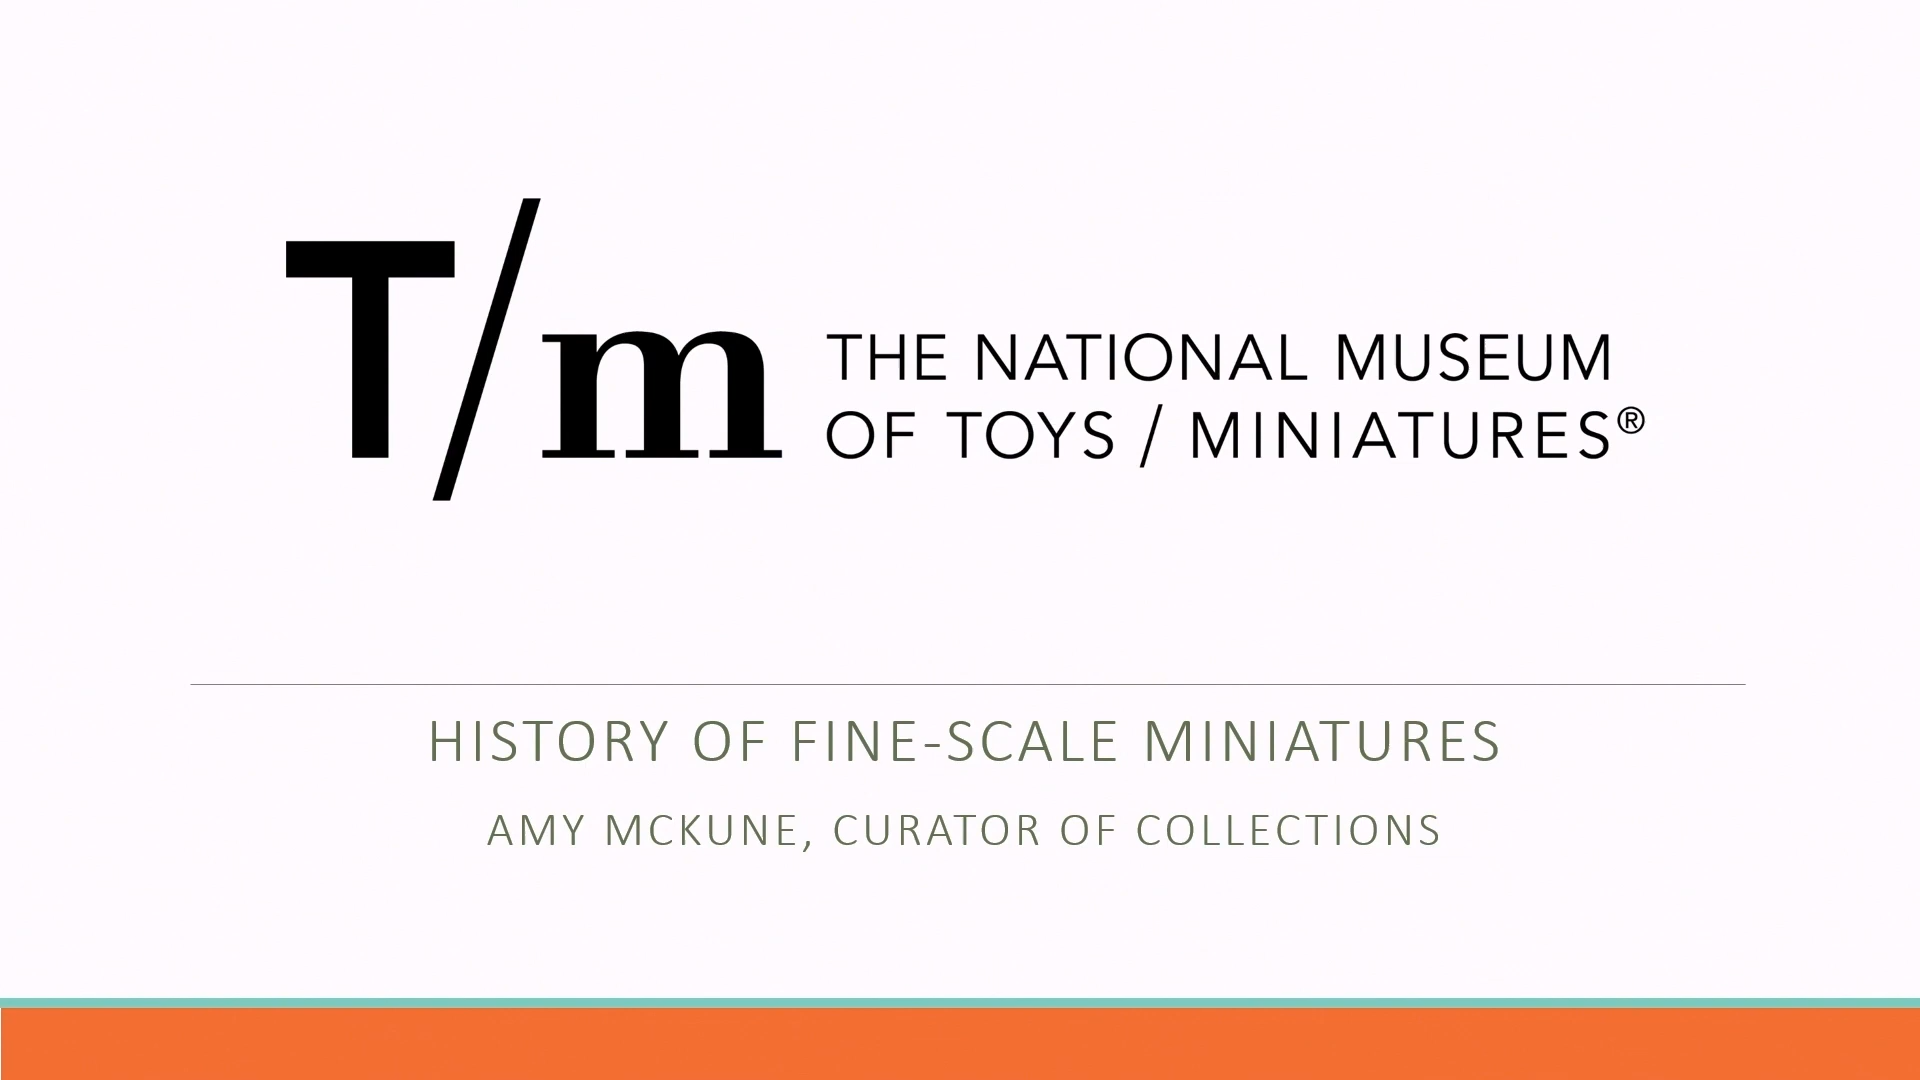 T/m
THE NATIONAL MUSEUM
OF TOYS / MINIATURES®
HISTORY OF FINE-SCALE MINIATURES
AMY MCKUNE, CURATOR OF COLLECTIONS